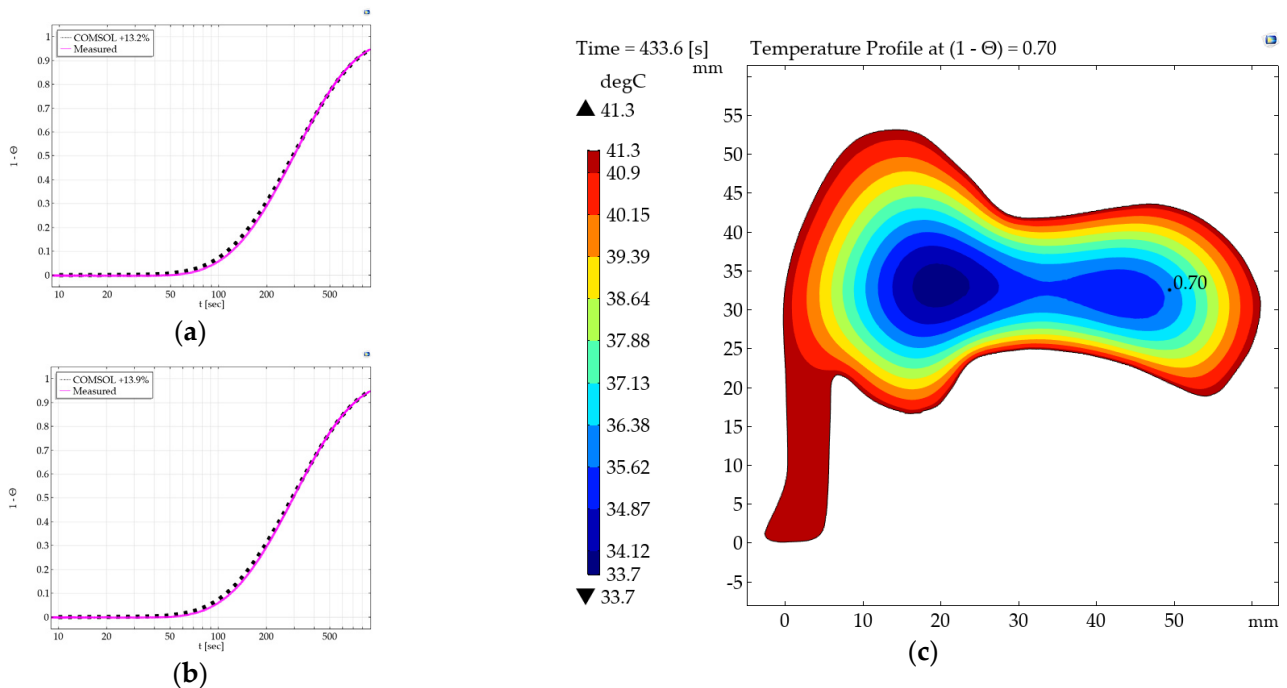 COMSOL +13.2%
Measured
1
0.9
0.8
0.7
0.6
0.5
0.4
0.3
0.2
0.1
0
1 - Θ
10 20 50 100 200 500
t [sec]
(a)
COMSOL +13.9%
Measured
1
0.9
0.8
0.7
0.6
0.5
0.4
0.3
0.2
0.1
0
1 - Θ
10 20 50 100 200 500
t [sec]
(b)
Time = 433.6 [s] Temperature Profile at (1 - Θ) = 0.70
mm
degC
▲ 41.3
41.3
40.9
40.15
39.39
38.64
37.88
37.13
36.38
35.62
34.87
34.12
33.7
▼ 33.7
55
50
45
40
35
30
25
20
15
10
5
0
-5
0.70
0 10 20 30 40 50 mm
(c)